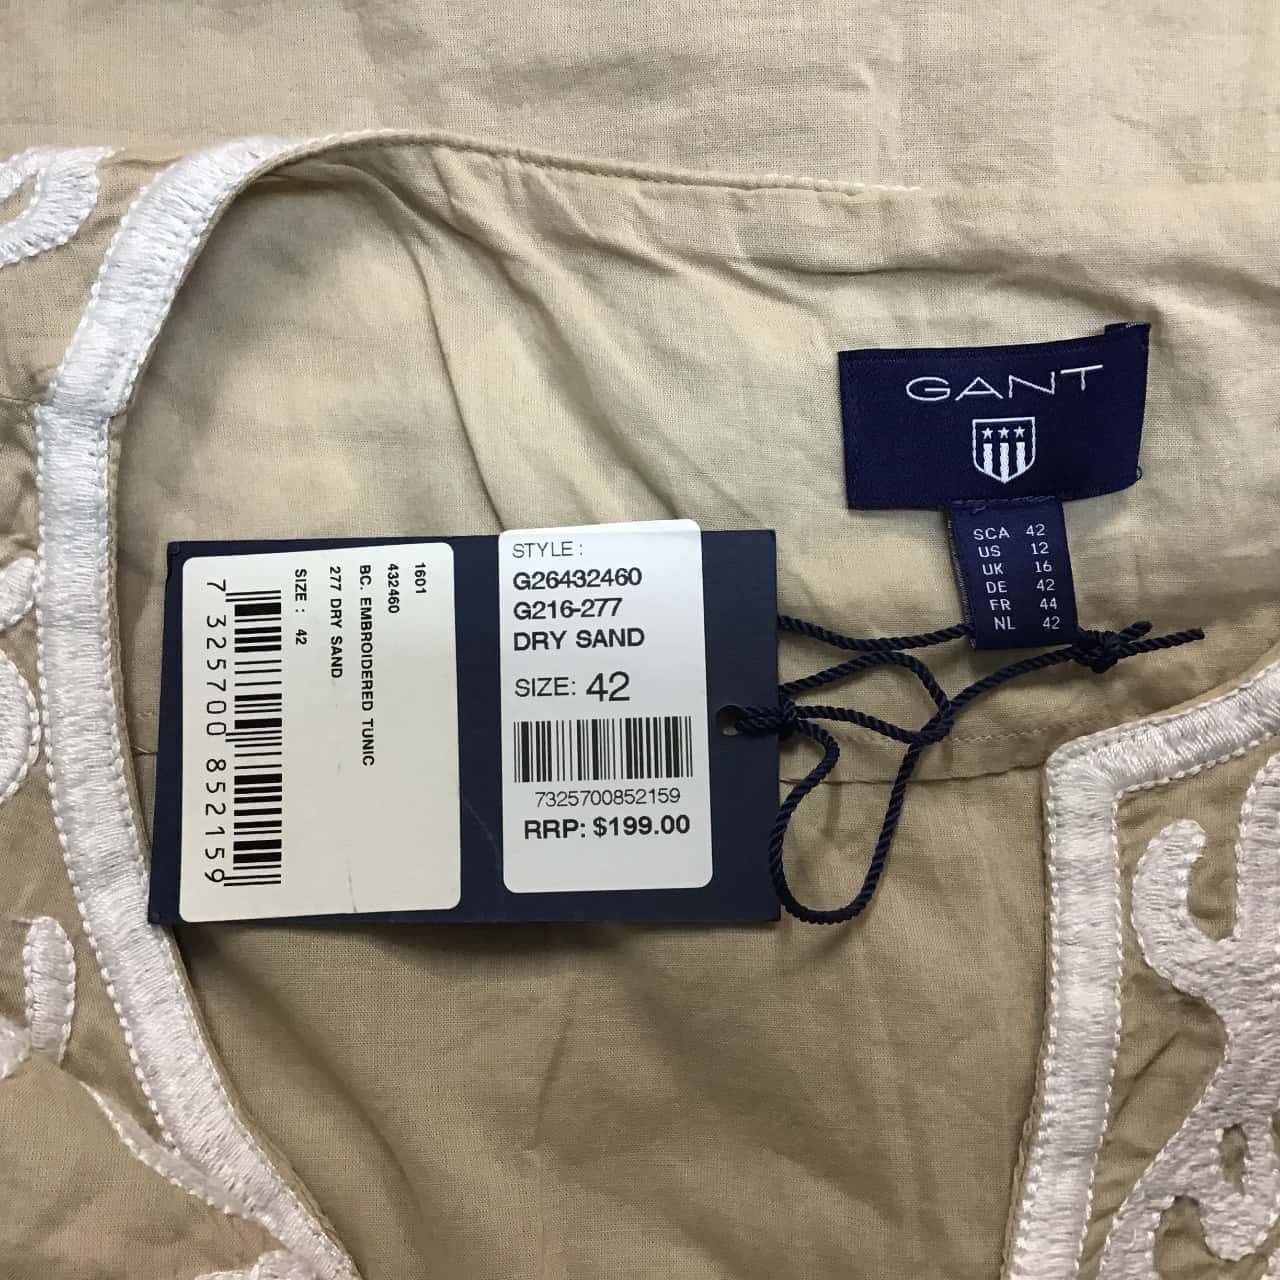 GANT
SCA 42
US 12
UK 16
DE 42
FR 44
NL 42
STYLE :
G26432460
G216-277
DRY SAND
SIZE: 42
7325700852159
RRP: $199.00
1601
432460
BC. EMBROIDERED TUNIC
277 DRY SAND
SIZE : 42
7 325700 852159